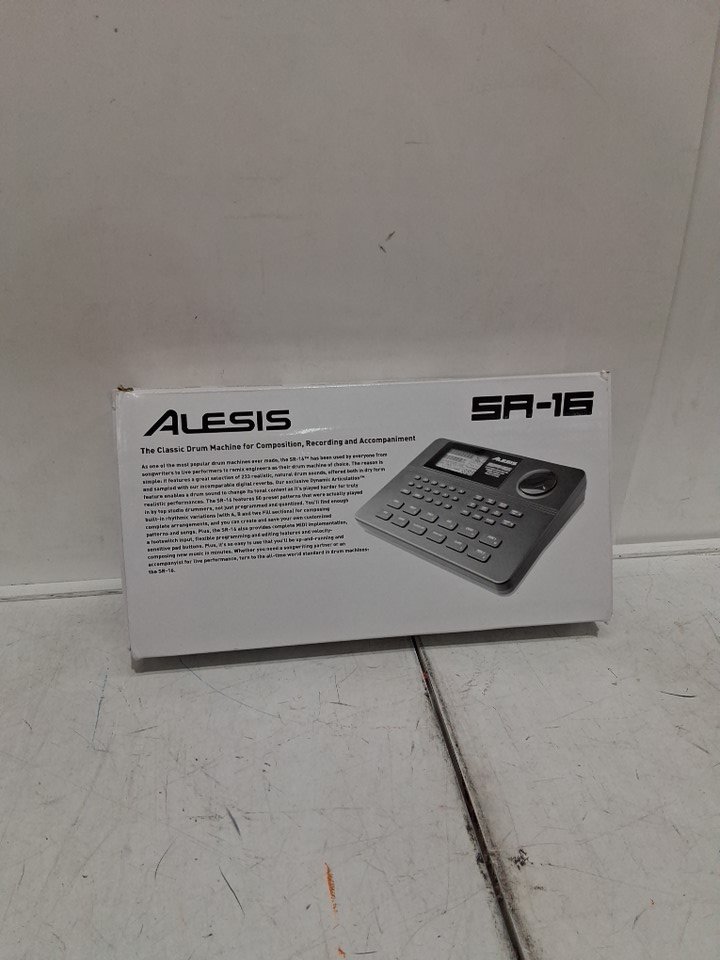 ALESIS
SR-16
The Classic Drum Machine for Composition, Recording and Accompaniment
As one of the most popular drum machines ever made, the SR-16™ has been used by everyone from
songwriters to live performers to remix engineers as their drum machine of choice. The reason is
simple: it features a great selection of 233 realistic, natural drum sounds, offered both in dry form
and sampled with our incomparable digital reverbs. Our exclusive Dynamic Articulation™
feature enables a drum sound to change its tonal content as it's played harder for truly
realistic performances. The SR-16 features 50 preset patterns that were actually played
in by top studio drummers, not just programmed and quantized. You'll find enough
built-in rhythmic variations (with A, B and two Fill sections) for composing
complete arrangements, and you can create and save your own customized
patterns and songs. Plus, the SR-16 also provides complete MIDI implementation,
a footswitch input, flexible programming and editing features and velocity-
sensitive pad buttons. Plus, it's so easy to use that you'll be up-and-running and
composing new music in minutes. Whether you need a songwriting partner or an
accompanyist for live performance, turn to the all-time world standard in drum machines-
the SR-16.
ALESIS